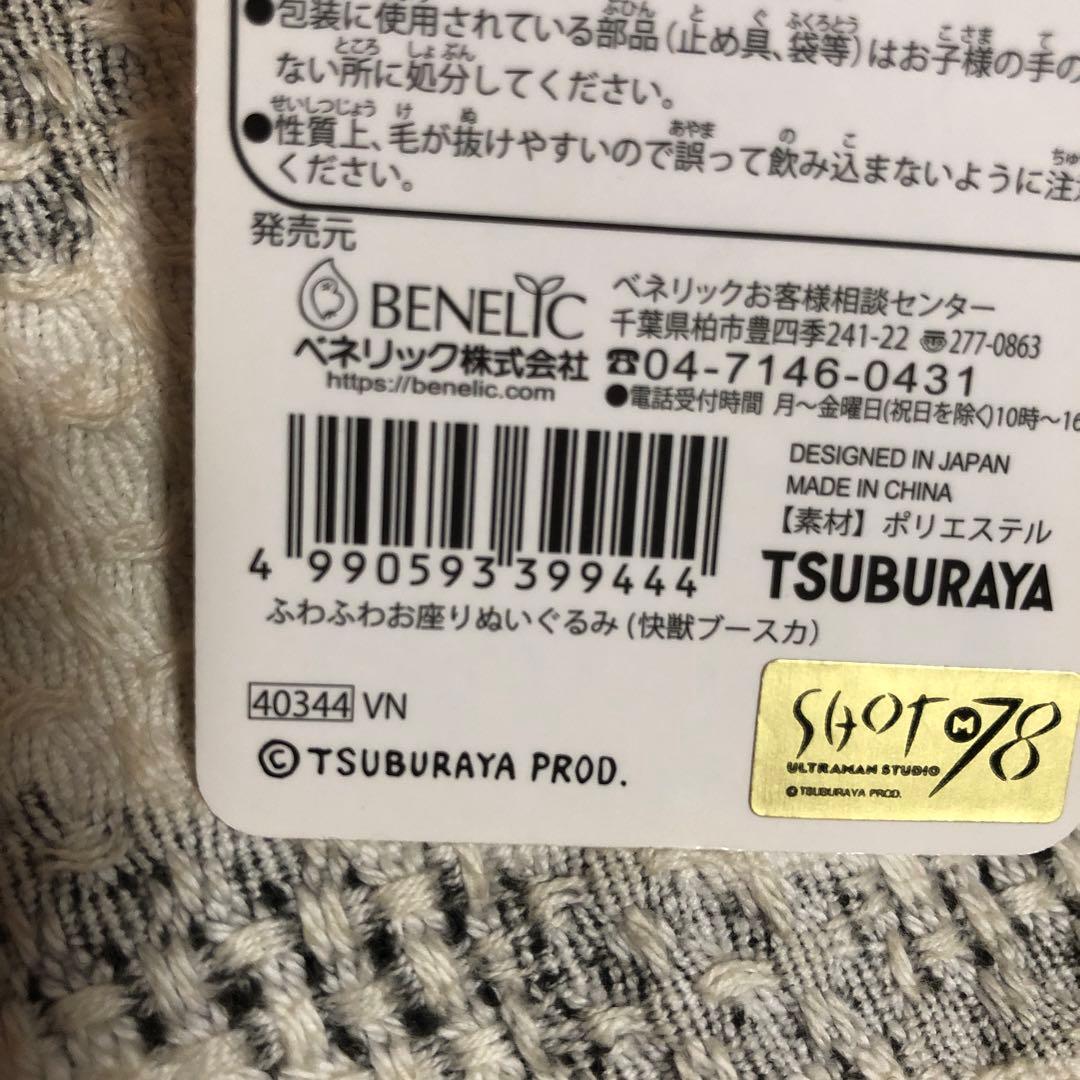 ●包装に使用されている部品(止め具、袋等)はお子様の手の
ない所に処分してください。
●性質上、毛が抜けやすいので誤って飲み込まないように注
ください。
発売元
BENELIC
ベネリック株式会社
https://benelic.com
ベネリックお客様相談センター
千葉県柏市豊四季241-22 〠277-0863
☎04-7146-0431
●電話受付時間 月～金曜日(祝日を除く)10時～16
DESIGNED IN JAPAN
MADE IN CHINA
【素材】ポリエステル
TSUBURAYA
4 990593 399444
ふわふわお座りぬいぐるみ(快獣ブースカ)
40344 VN
©TSUBURAYA PROD.
SHOT M78
ULTRAMAN STUDIO
©TSUBURAYA PROD.